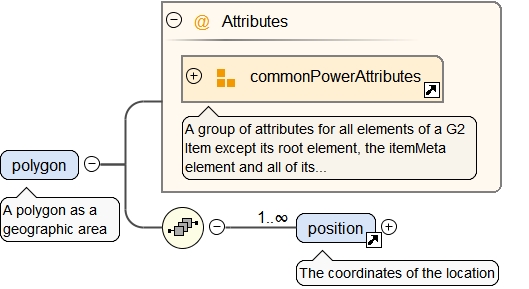 @ Attributes
commonPowerAttributes
A group of attributes for all elements of a G2
Item except its root element, the itemMeta
element and all of its...
polygon
A polygon as a
geographic area
1..∞
position
The coordinates of the location